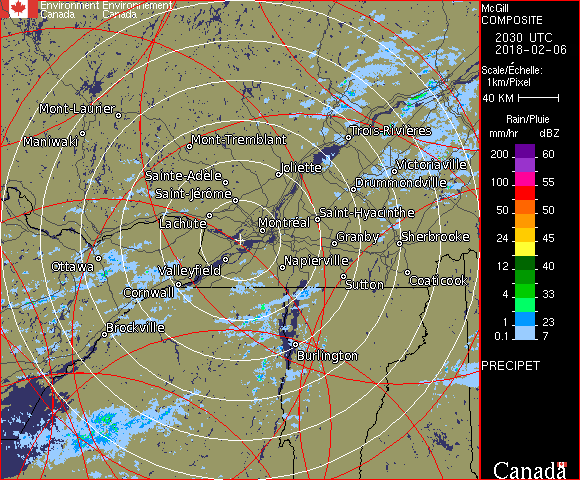 Environment Environnement
Canada Canada
McGill
COMPOSITE
2030 UTC
2018-02-06
Scale/Échelle:
1km/Pixel
40 KM
Rain/Pluie
mm/hr dBZ
200 60
100 55
50 50
24 45
12 40
4 33
1 23
0.1 7
PRECIPET
Canada
Mont-Laurier
Maniwaki
Mont-Tremblant
Trois-Rivières
Sainte-Adèle
Joliette
Victoriaville
Saint-Jérôme
Drummondville
Lachute
Montréal
Saint-Hyacinthe
Granby
Sherbrooke
Ottawa
Valleyfield
Napierville
Cornwall
Sutton
Coaticook
Brockville
Burlington